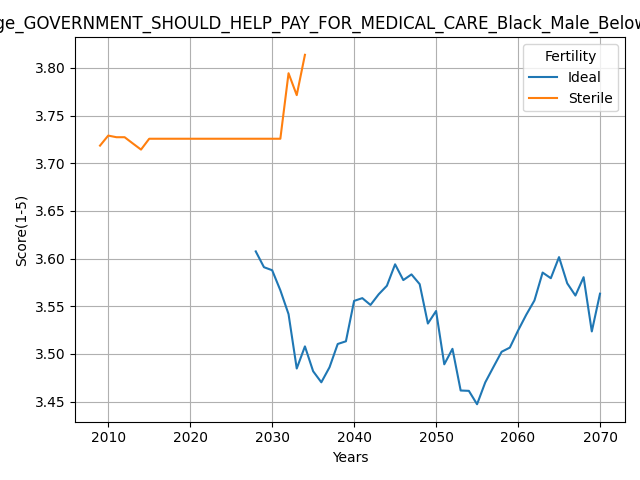 ge_GOVERNMENT_SHOULD_HELP_PAY_FOR_MEDICAL_CARE_Black_Male_Below
Fertility
Ideal
Sterile
3.80
3.75
3.70
3.65
3.60
3.55
3.50
3.45
Score(1-5)
2010 2020 2030 2040 2050 2060 2070
Years